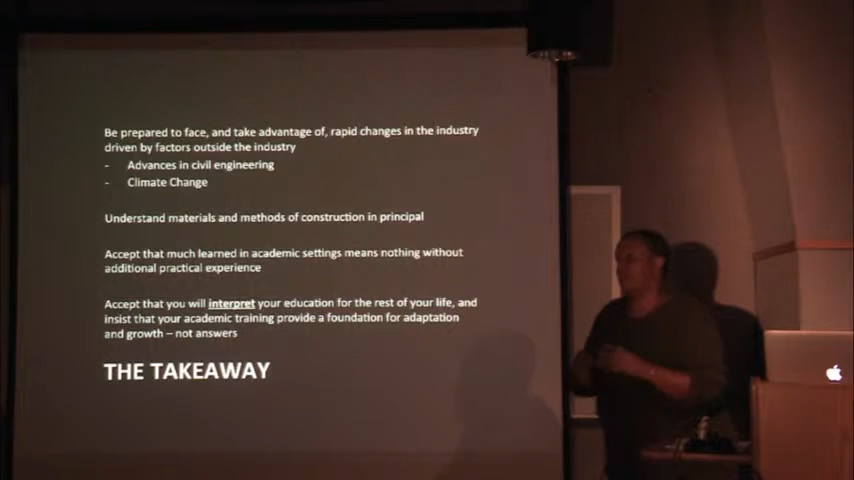 Be prepared to face, and take advantage of, rapid changes in the industry
driven by factors outside the industry
- Advances in civil engineering
- Climate Change
Understand materials and methods of construction in principal
Accept that much learned in academic settings means nothing without
additional practical experience
Accept that you will interpret your education for the rest of your life, and
insist that your academic training provide a foundation for adaptation
and growth – not answers
THE TAKEAWAY